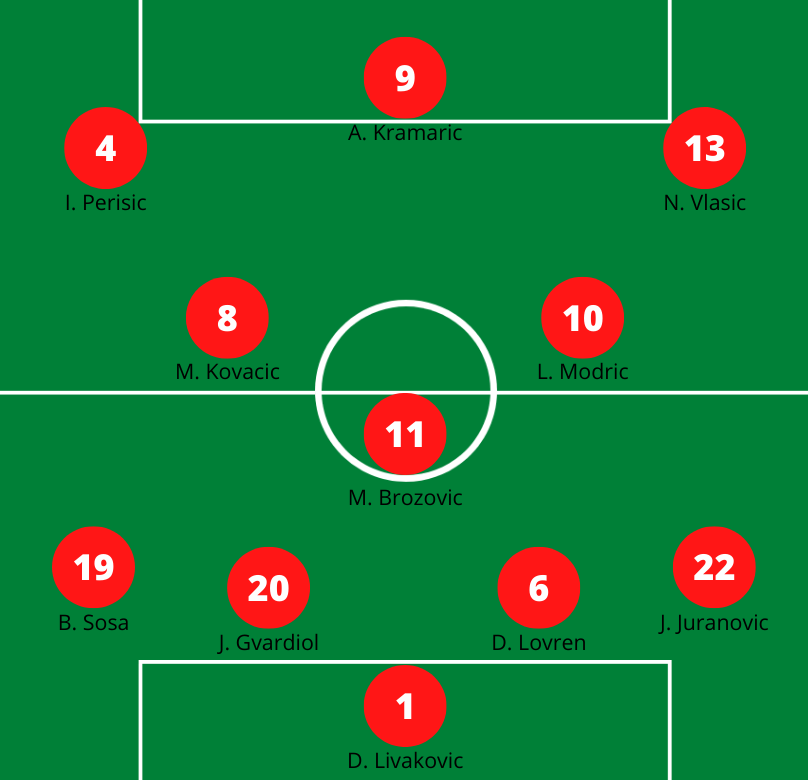 9
A. Kramaric
4
I. Perisic
13
N. Vlasic
8
M. Kovacic
10
L. Modric
11
M. Brozovic
19
B. Sosa
20
J. Gvardiol
6
D. Lovren
22
J. Juranovic
1
D. Livakovic